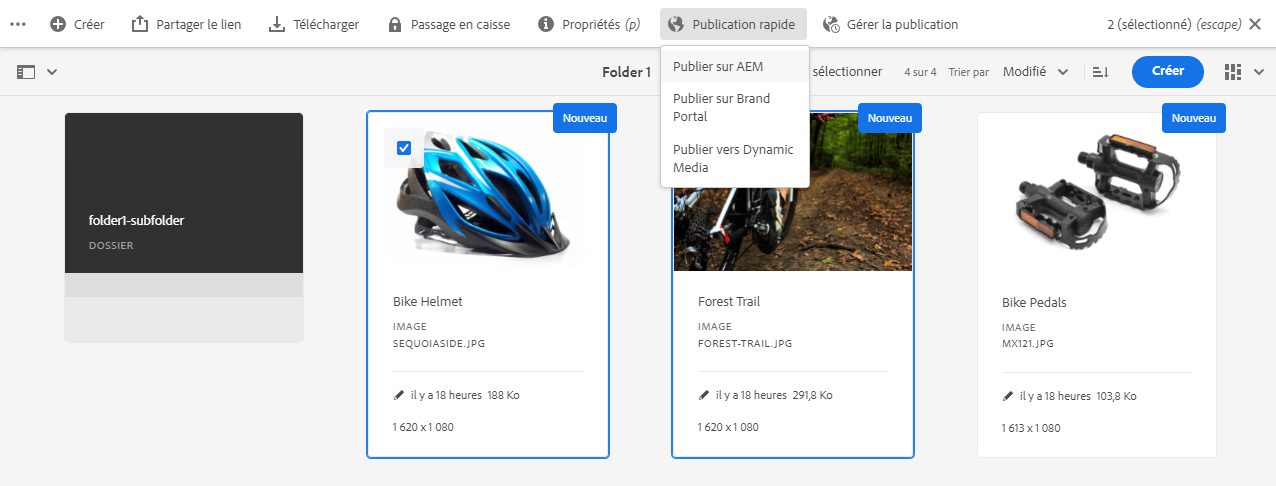 Créer
Partager le lien
Télécharger
Passage en caisse
Propriétés (p)
Publication rapide
Gérer la publication
2 (sélectionné) (escape)
Folder 1
sélectionner
4 sur 4
Trier par
Modifié
Créer
Publier sur AEM
Publier sur Brand
Portal
Publier vers Dynamic
Media
folder1-subfolder
DOSSIER
Nouveau
Bike Helmet
IMAGE
SEQUOIASIDE.JPG
il y a 18 heures 188 Ko
1 620 x 1 080
Nouveau
Forest Trail
IMAGE
FOREST-TRAIL.JPG
il y a 18 heures 291,8 Ko
1 620 x 1 080
Nouveau
Bike Pedals
IMAGE
MX121.JPG
il y a 18 heures 103,8 Ko
1 613 x 1 080